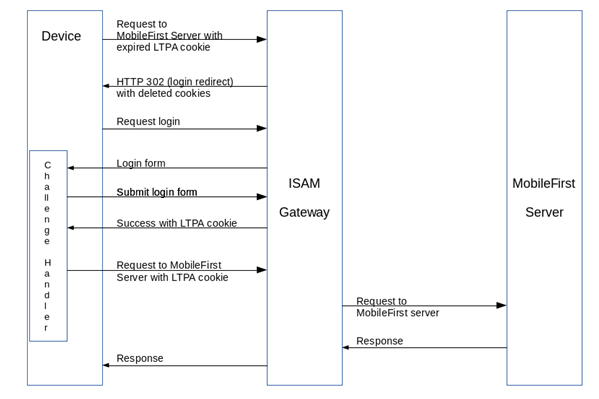 Device
Request to
MobileFirst Server with
expired LTPA cookie
HTTP 302 (login redirect)
with deleted cookies
Request login
Challenge Handler
Login form
Submit login form
Success with LTPA cookie
Request to MobileFirst
Server with LTPA cookie
Response
ISAM
Gateway
Request to
MobileFirst server
Response
MobileFirst
Server